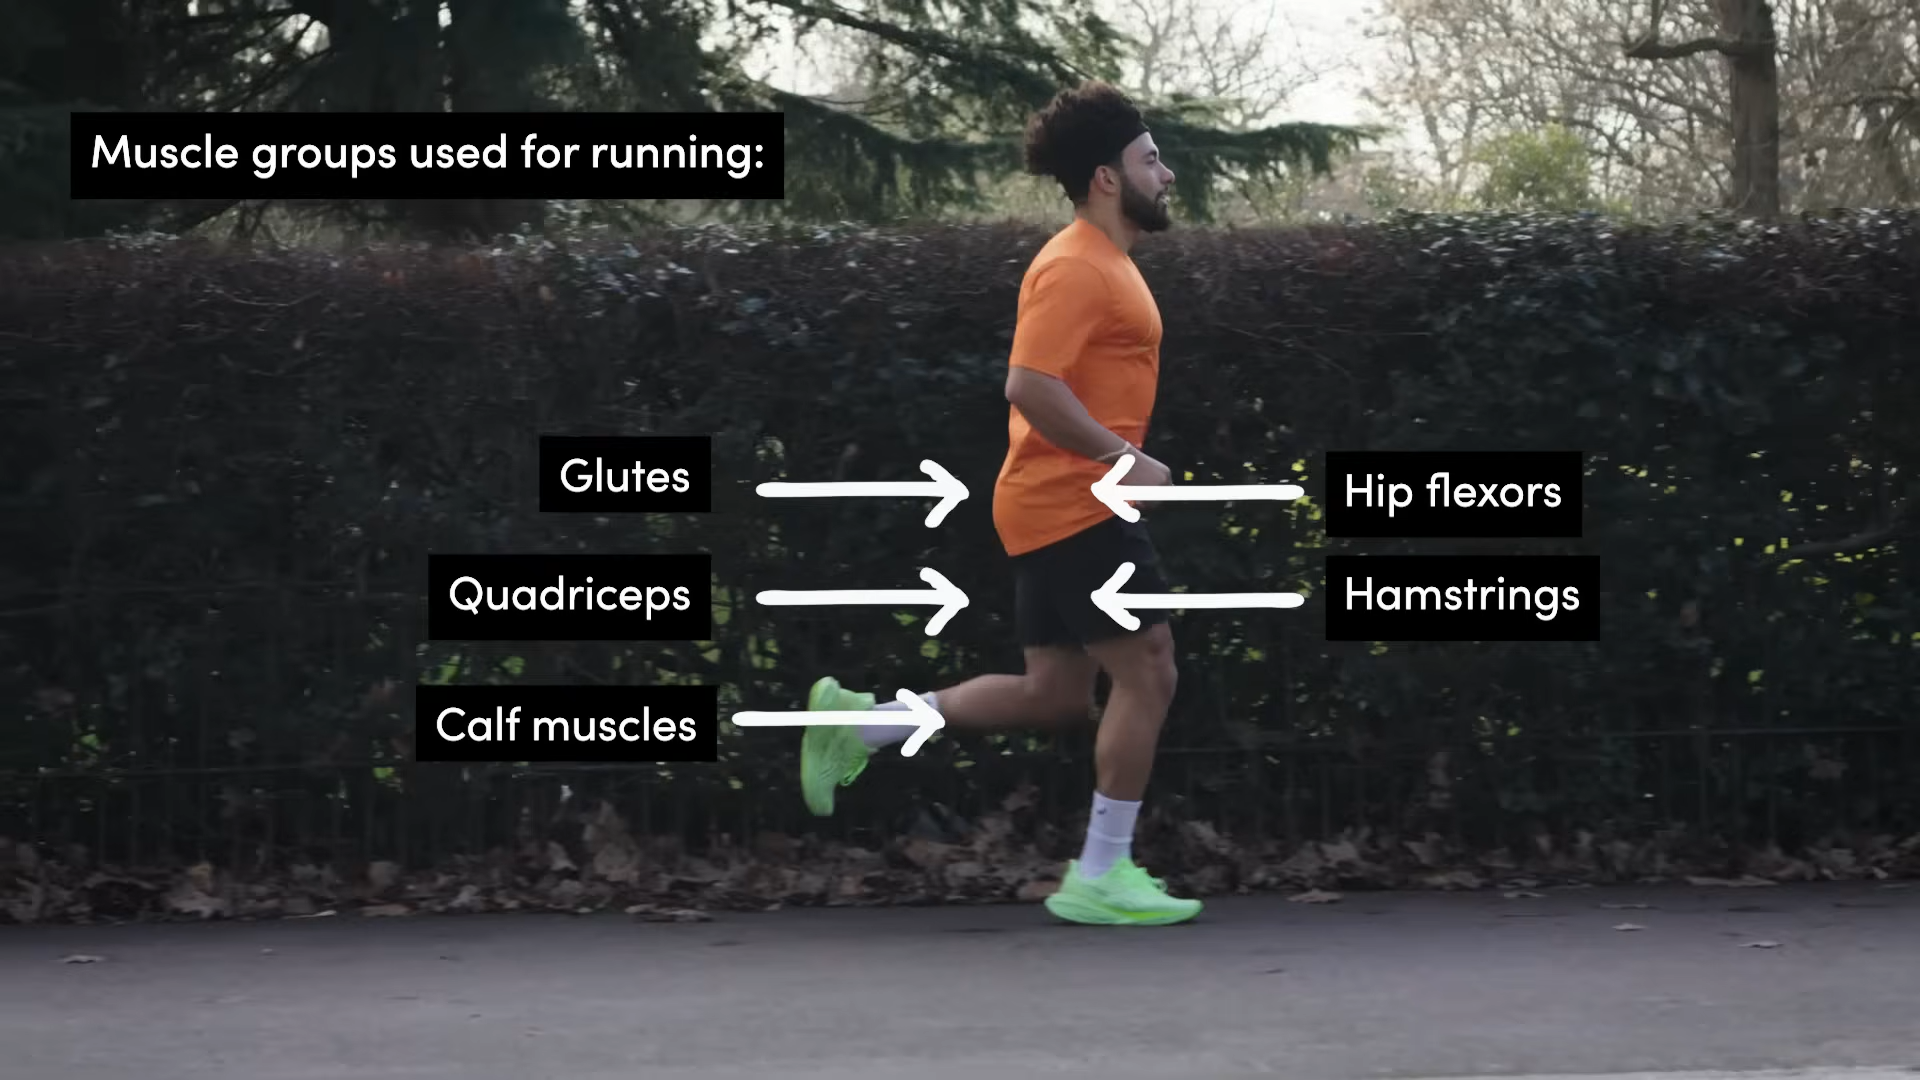 Muscle groups used for running:
Glutes
Hip flexors
Quadriceps
Hamstrings
Calf muscles